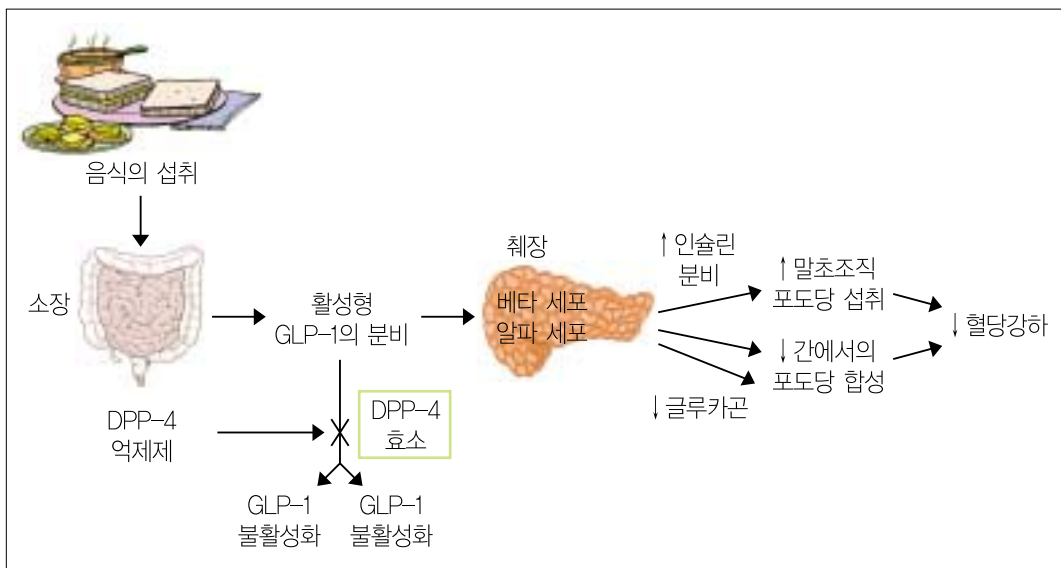 음식의 섭취
소장
활성형
GLP-1의 분비
췌장
베타 세포
알파 세포
↑ 인슐린
분비
↓ 글루카곤
↑ 말초조직
포도당 섭취
↓ 간에서의
포도당 합성
↓ 혈당강하
DPP-4
억제제
DPP-4
효소
GLP-1
불활성화
GLP-1
불활성화